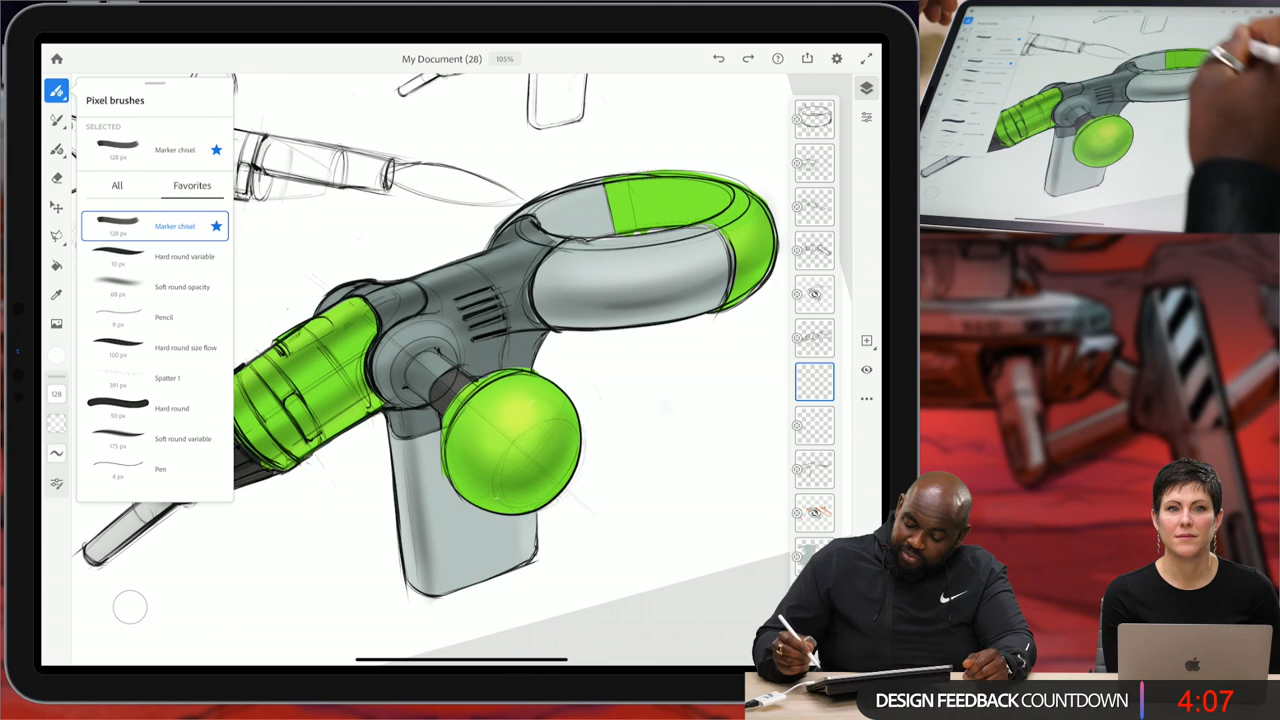 My Document (28) 105%
Pixel brushes
SELECTED
Marker chisel
128 px
All Favorites
Marker chisel
128 px
Hard round variable
10 px
Soft round opacity
68 px
Pencil
9 px
Hard round size flow
100 px
Spatter 1
391 px
Hard round
50 px
Soft round variable
175 px
Pen
4 px
128
DESIGN FEEDBACK COUNTDOWN 4:07